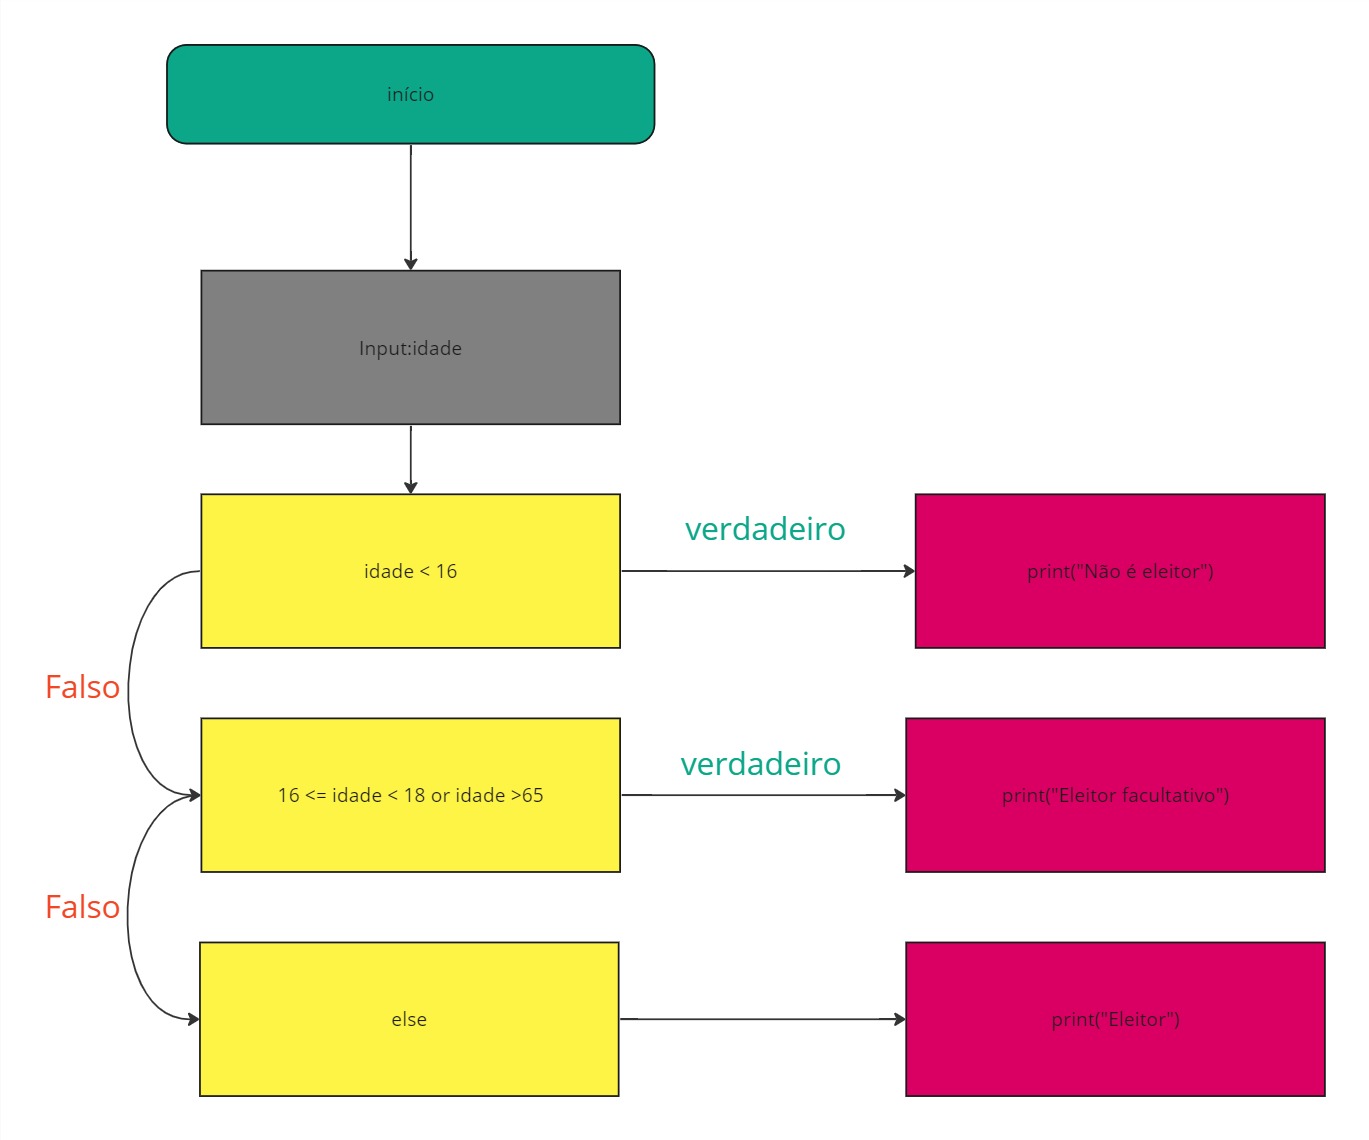 início
Input:idade
idade < 16
verdadeiro
print("Não é eleitor")
Falso
16 <= idade < 18 or idade >65
verdadeiro
print("Eleitor facultativo")
Falso
else
print("Eleitor")